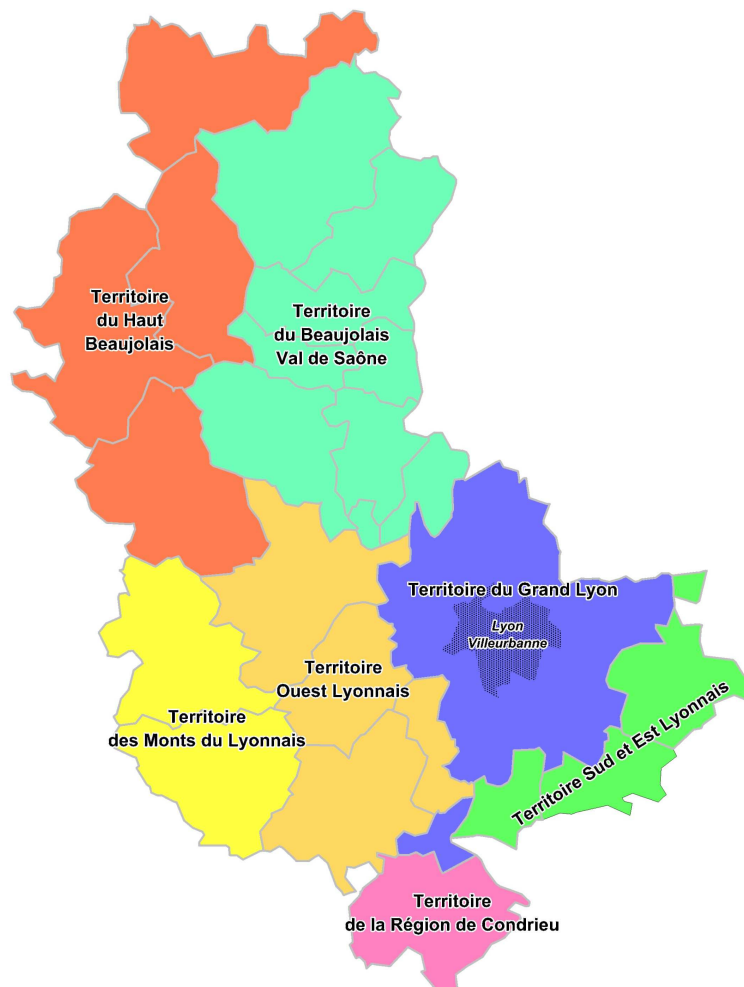 Territoire
du Haut
Beaujolais
Territoire
du Beaujolais
Val de Saône
Territoire du Grand Lyon
Lyon
Villeurbanne
Territoire
Ouest Lyonnais
Territoire
des Monts du Lyonnais
Territoire Sud et Est Lyonnais
Territoire
de la Région de Condrieu